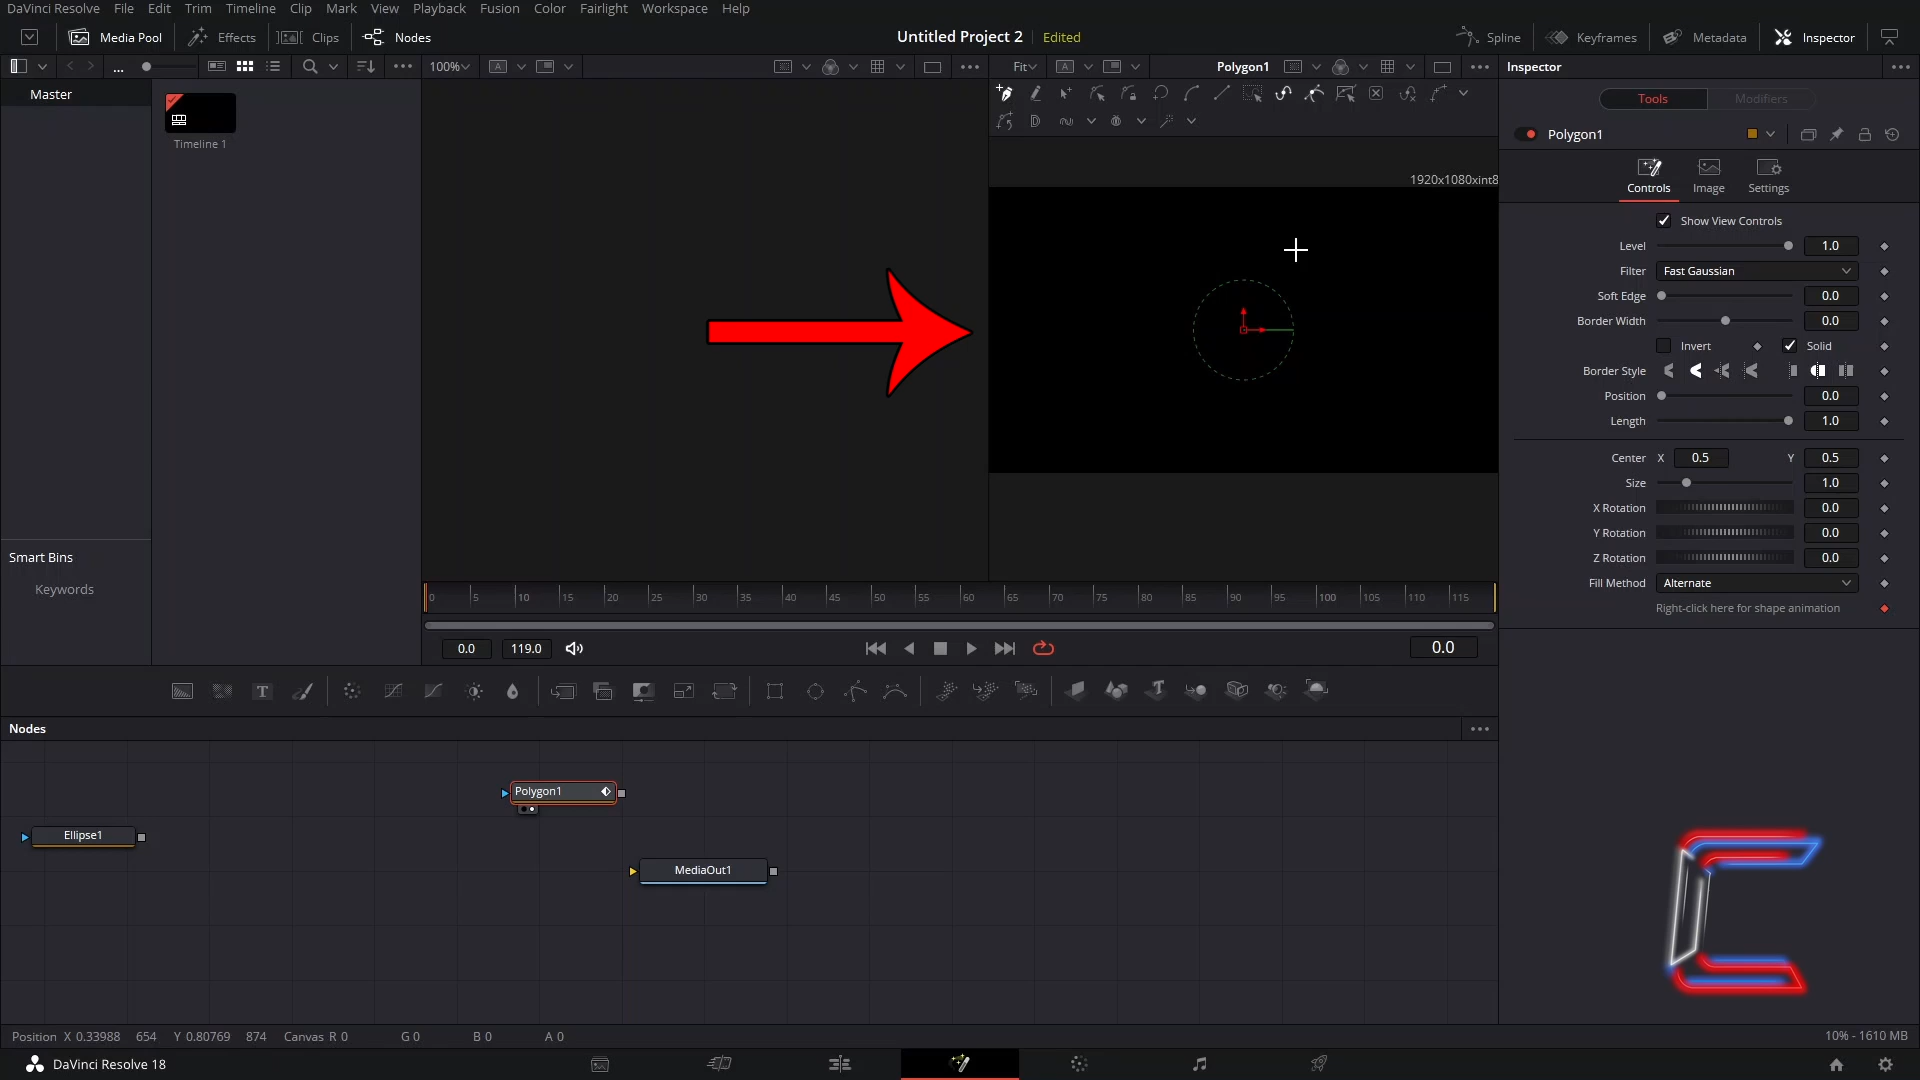 DaVinci Resolve File Edit Trim Timeline Clip Mark View Playback Fusion Color Fairlight Workspace Help
Media Pool Effects Clips Nodes Untitled Project 2 Edited Spline Keyframes Metadata Inspector
... 100% A Fit A Polygon1 Inspector
Master
Timeline 1
D
1920x1080xint8
Tools Modifiers
Polygon1
Controls Image Settings
Show View Controls
Level 1.0
Filter Fast Gaussian
Soft Edge 0.0
Border Width 0.0
Invert Solid
Border Style
Position 0.0
Length 1.0
Center X 0.5 Y 0.5
Size 1.0
X Rotation 0.0
Y Rotation 0.0
Z Rotation 0.0
Fill Method Alternate
Right-click here for shape animation
Smart Bins
Keywords
0 5 10 15 20 25 30 35 40 45 50 55 60 65 70 75 80 85 90 95 100 105 110 115
0.0 119.0 0.0
T T
Nodes
Polygon1
Ellipse1
MediaOut1
Position X 0.33988 654 Y 0.80769 874 Canvas R 0 G 0 B 0 A 0 10% - 1610 MB
DaVinci Resolve 18